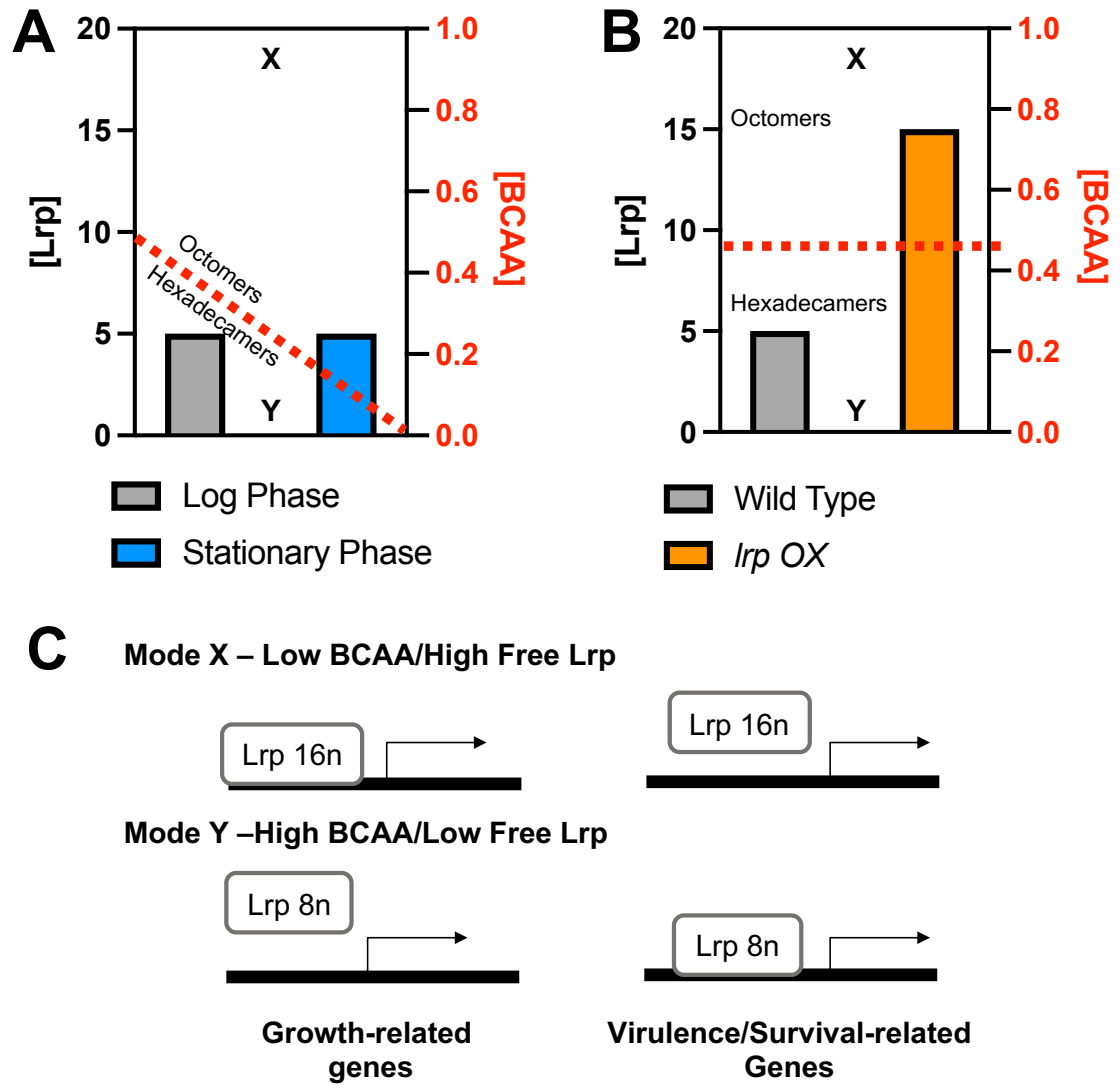 A
20
15
10
5
0
[Lrp]
X
Octomers
Hexadecamers
Y
1.0
0.8
0.6
0.4
0.2
0.0
[BCAA]
Log Phase
Stationary Phase
B
20
15
10
5
0
[Lrp]
X
Octomers
Hexadecamers
Y
1.0
0.8
0.6
0.4
0.2
0.0
[BCAA]
Wild Type
lrp OX
C
Mode X – Low BCAA/High Free Lrp
Lrp 16n
Lrp 16n
Mode Y –High BCAA/Low Free Lrp
Lrp 8n
Lrp 8n
Growth-related
genes
Virulence/Survival-related
Genes